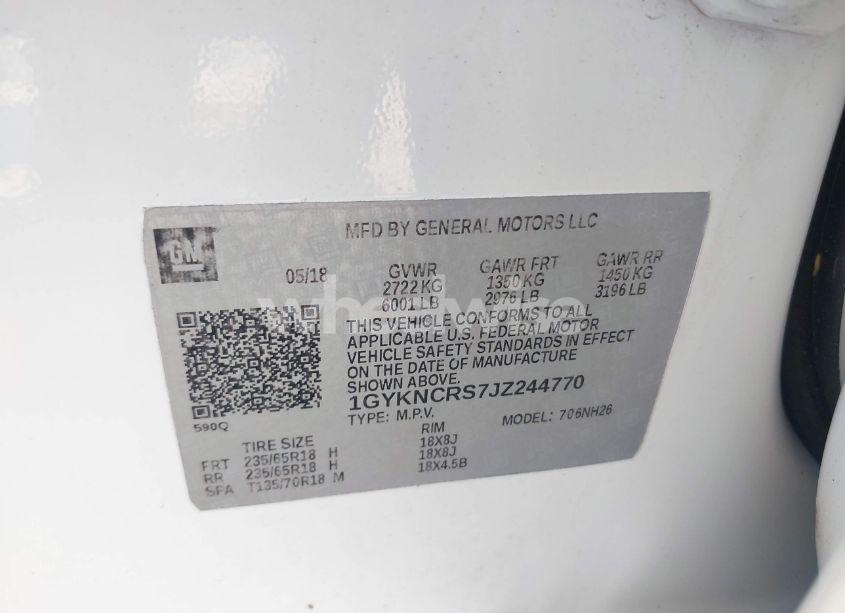 MFD BY GENERAL MOTORS LLC
GM
05/18 GVWR GAWR FRT GAWR RR
2722 KG 1350 KG 1450 KG
6001 LB 2976 LB 3196 LB
THIS VEHICLE CONFORMS TO ALL
APPLICABLE U.S. FEDERAL MOTOR
VEHICLE SAFETY STANDARDS IN EFFECT
ON THE DATE OF MANUFACTURE
SHOWN ABOVE.
1GYKNCRS7JZ244770
TYPE: M.P.V. MODEL: 706NH26
590Q
TIRE SIZE RIM
FRT 235/65R18 H 18X8J
RR 235/65R18 H 18X8J
SPA T135/70R18 M 18X4.5B